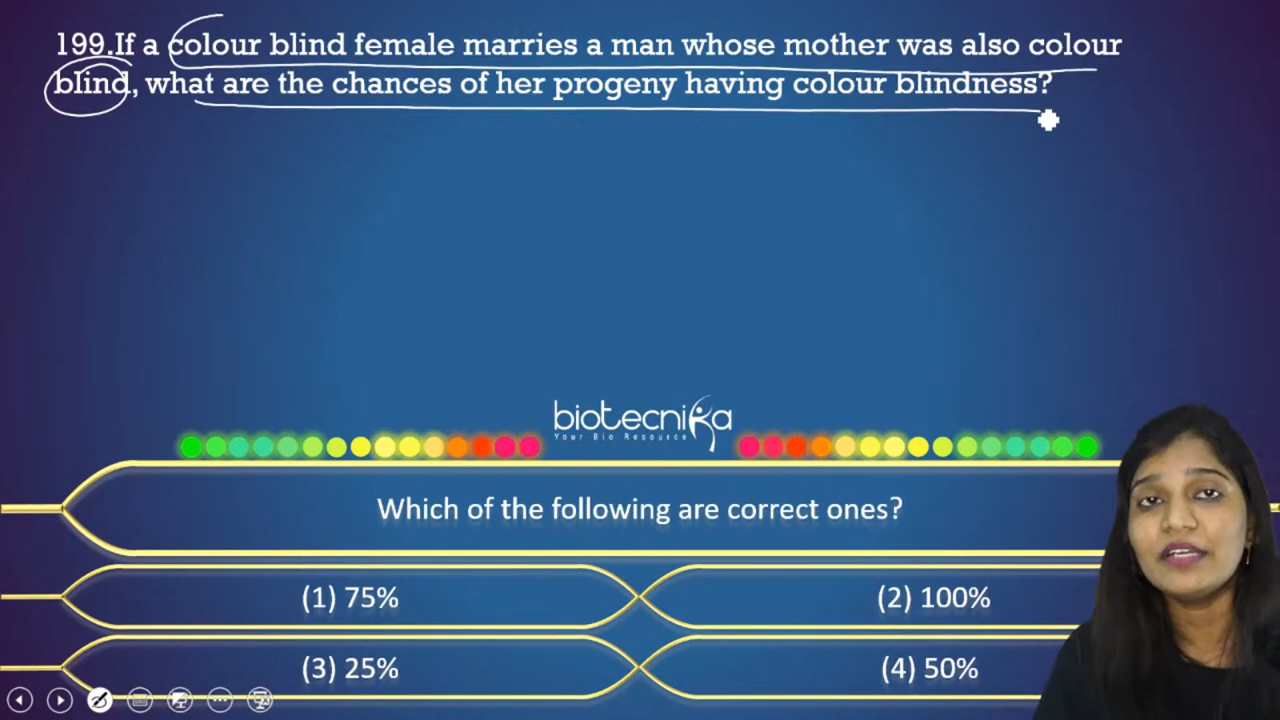 199.If a colour blind female marries a man whose mother was also colour
blind, what are the chances of her progeny having colour blindness?
biotecnika
Your Bio Resource
Which of the following are correct ones?
(1) 75%
(2) 100%
(3) 25%
(4) 50%